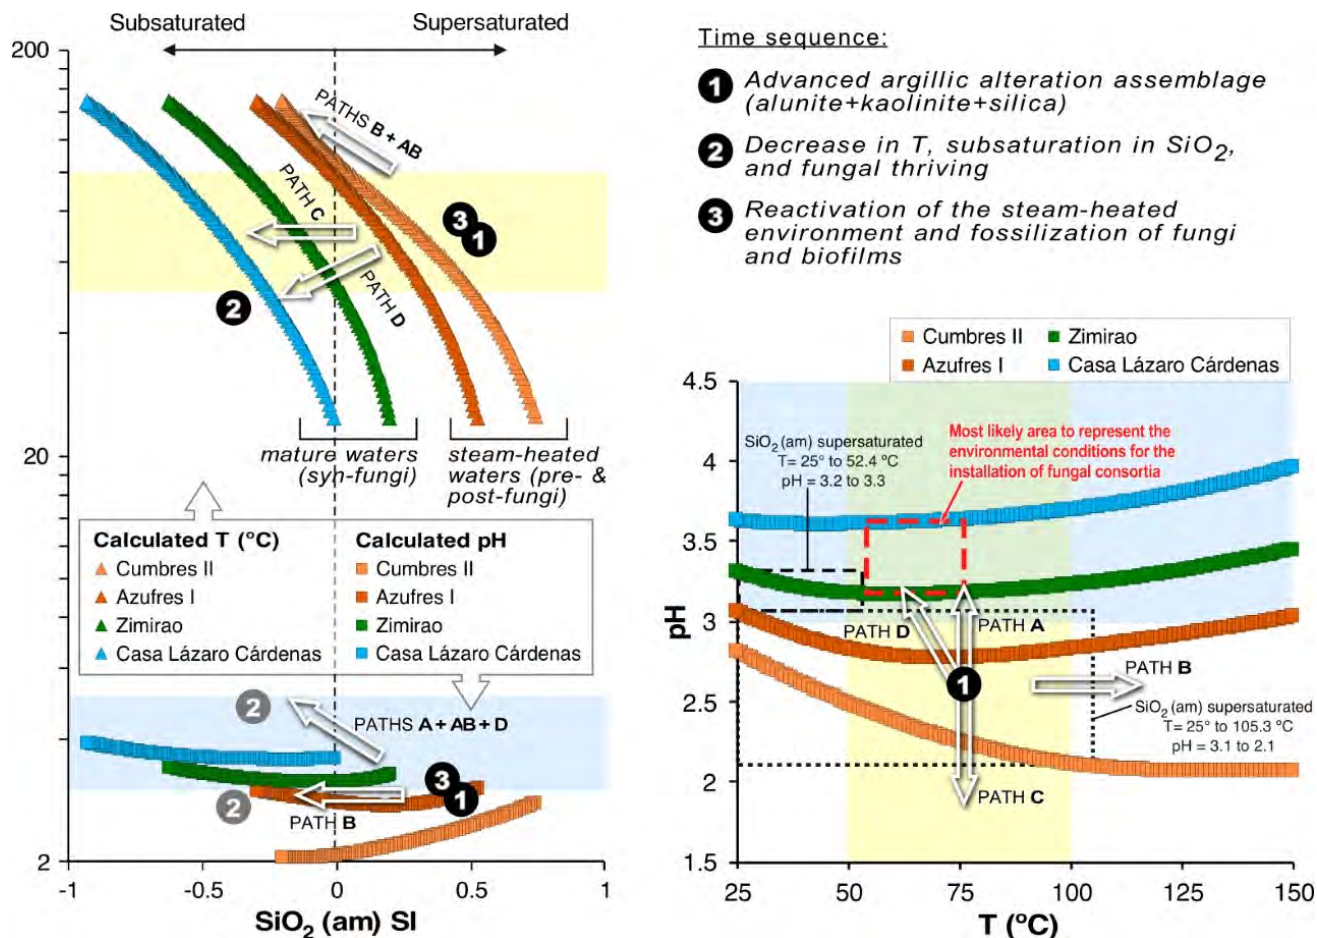 Subsaturated
Supersaturated
200
20
2
PATHS B + AB
PATH C
PATH D
3
1
2
mature waters
(syn-fungi)
steam-heated
waters (pre- &
post-fungi)
Calculated T (°C)
Cumbres II
Azufres I
Zimirao
Casa Lázaro Cárdenas
Calculated pH
Cumbres II
Azufres I
Zimirao
Casa Lázaro Cárdenas
2
PATHS A + AB + D
3
1
2
PATH B
-1
-0.5
0
0.5
1
SiO2 (am) SI
Time sequence:
1 Advanced argillic alteration assemblage
(alunite+kaolinite+silica)
2 Decrease in T, subsaturation in SiO2,
and fungal thriving
3 Reactivation of the steam-heated
environment and fossilization of fungi
and biofilms
Cumbres II
Zimirao
Azufres I
Casa Lázaro Cárdenas
4.5
4
3.5
3
2.5
2
1.5
pH
SiO2 (am) supersaturated
T= 25° to 52.4 ºC
pH = 3.2 to 3.3
Most likely area to represent the
environmental conditions for the
installation of fungal consortia
PATH D
PATH A
1
PATH B
SiO2 (am) supersaturated
T= 25° to 105.3 ºC
pH = 3.1 to 2.1
PATH C
25
50
75
100
125
150
T (°C)